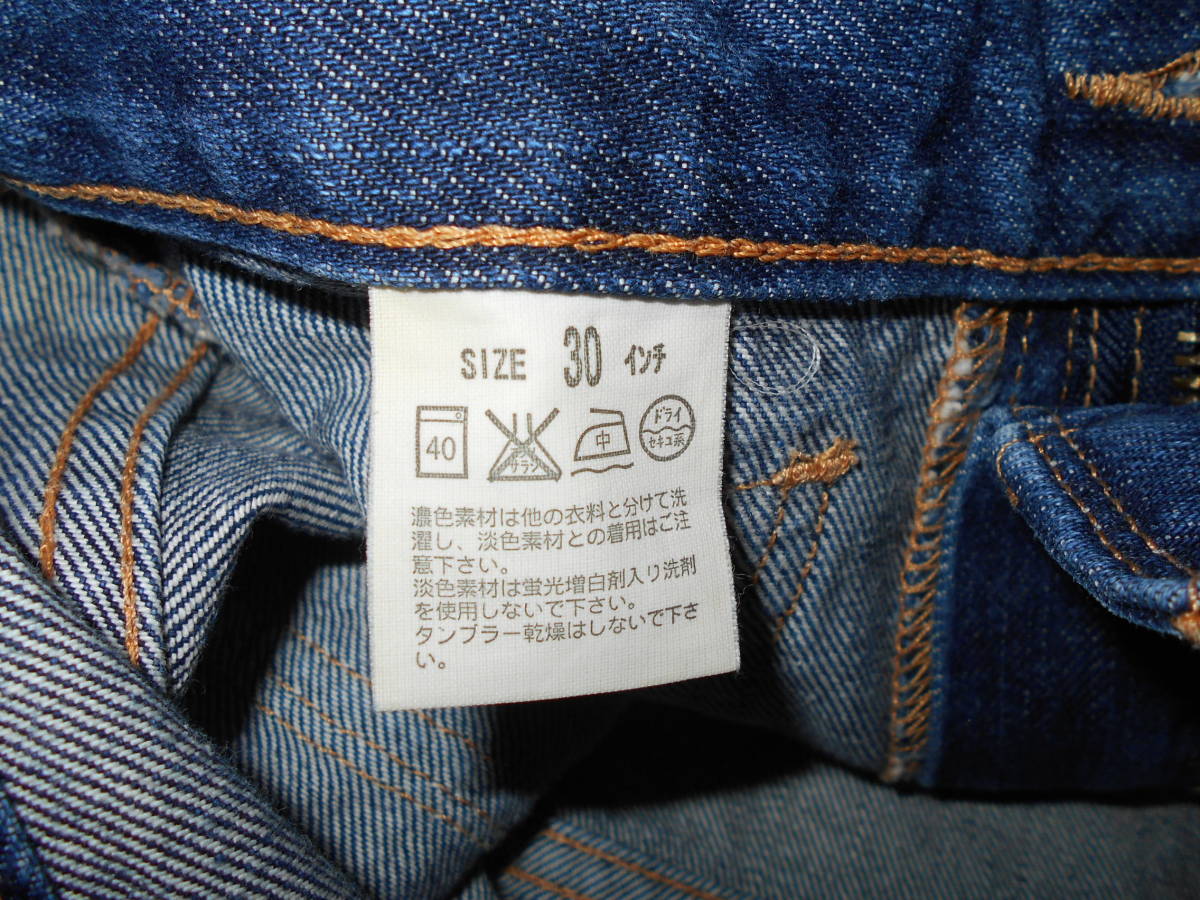 SIZE 30 インチ
40 エンソ サラシ 中 ドライ セキユ系
濃色素材は他の衣料と分けて洗
濯し、淡色素材との着用はご注
意下さい。
淡色素材は蛍光増白剤入り洗剤
を使用しないで下さい。
タンブラー乾燥はしないで下さ
い。